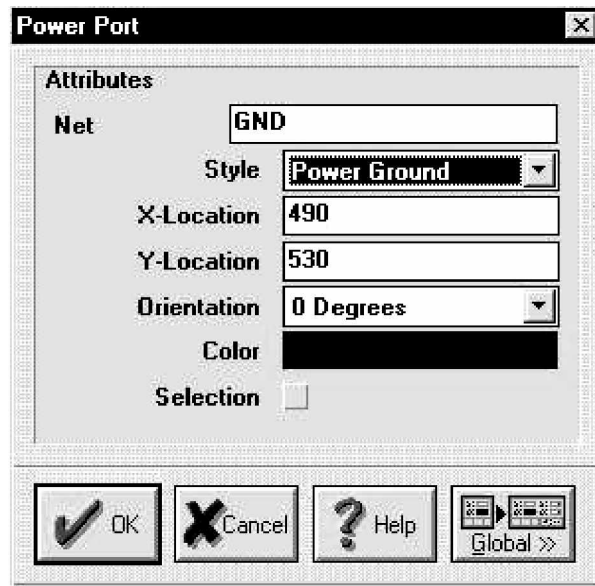 Power Port
Attributes
Net GND
Style Power Ground
X-Location 490
Y-Location 530
Orientation 0 Degrees
Color
Selection
OK Cancel Help Global >>